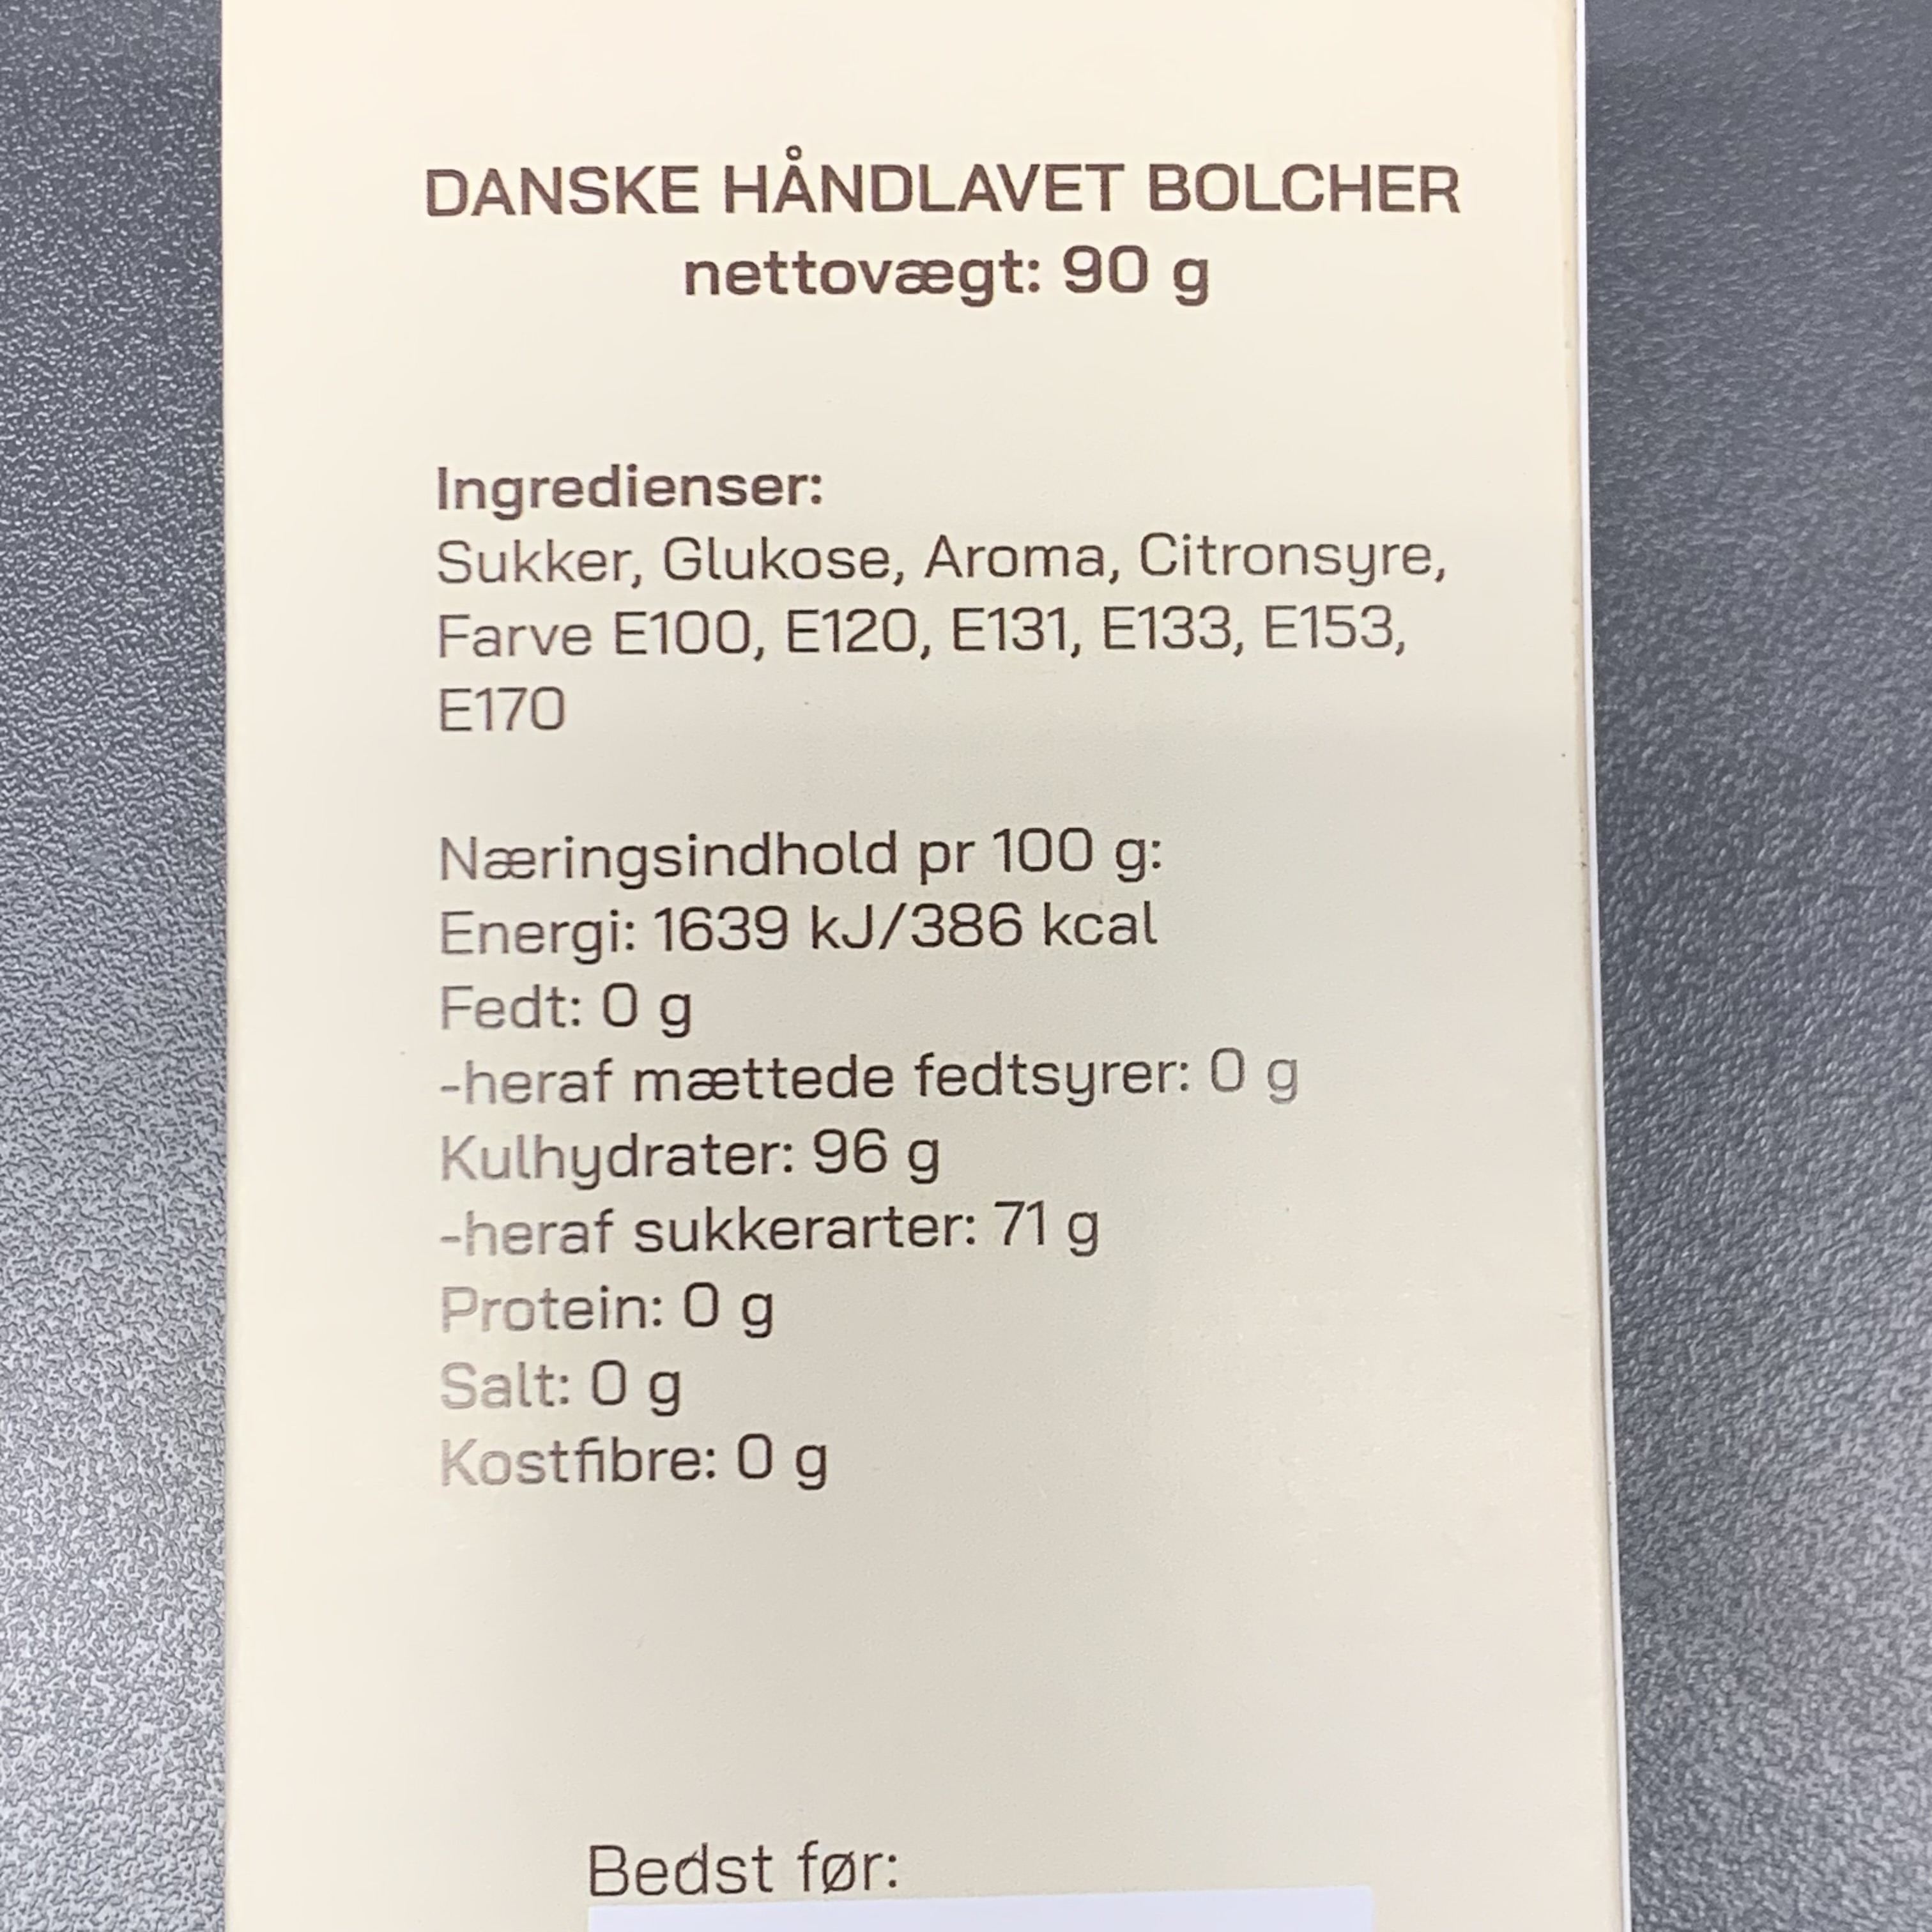 DANSKE HÅNDLAVET BOLCHER
nettovægt: 90 g
Ingredienser:
Sukker, Glukose, Aroma, Citronsyre,
Farve E100, E120, E131, E133, E153,
E170
Næringsindhold pr 100 g:
Energi: 1639 kJ/386 kcal
Fedt: 0 g
-heraf mættede fedtsyrer: 0 g
Kulhydrater: 96 g
-heraf sukkerarter: 71 g
Protein: 0 g
Salt: 0 g
Kostfibre: 0 g
Bedst før: